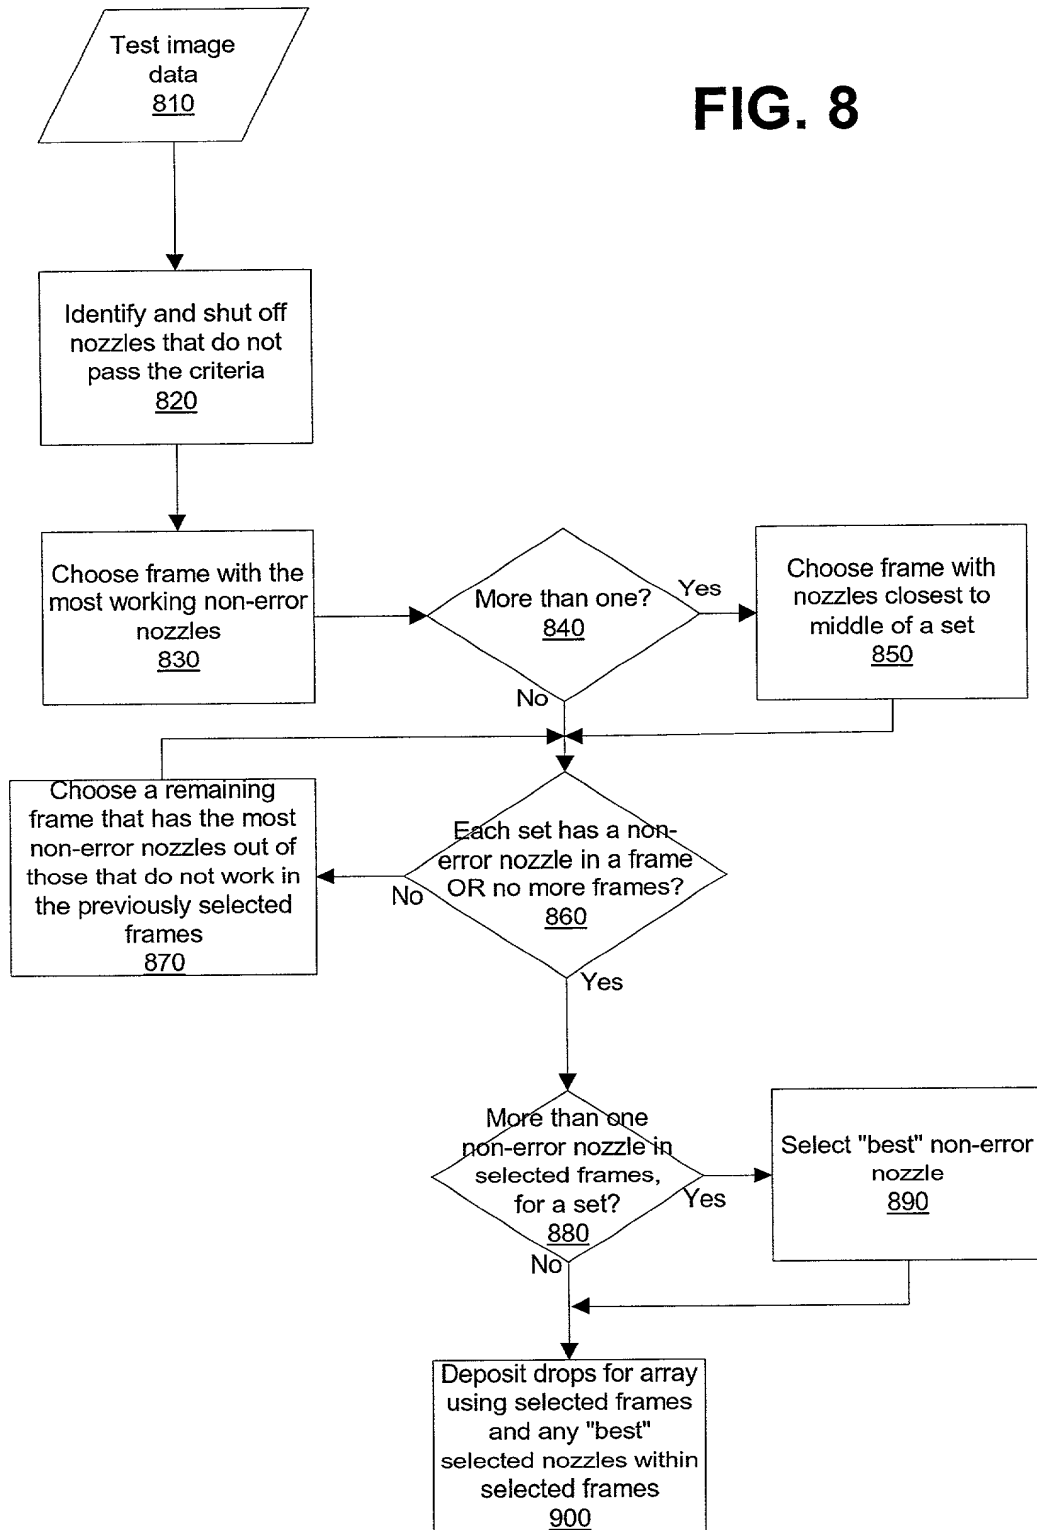 Test image
data
810
FIG. 8
Identify and shut off
nozzles that do not
pass the criteria
820
Choose frame with the
most working non-error
nozzles
830
More than one?
840
Yes
No
Choose frame with
nozzles closest to
middle of a set
850
Choose a remaining
frame that has the most
non-error nozzles out of
those that do not work in
the previously selected
frames
870
Each set has a non-
error nozzle in a frame
OR no more frames?
860
No
Yes
More than one
non-error nozzle in
selected frames,
for a set?
880
Yes
No
Select "best" non-error
nozzle
890
Deposit drops for array
using selected frames
and any "best"
selected nozzles within
selected frames
900